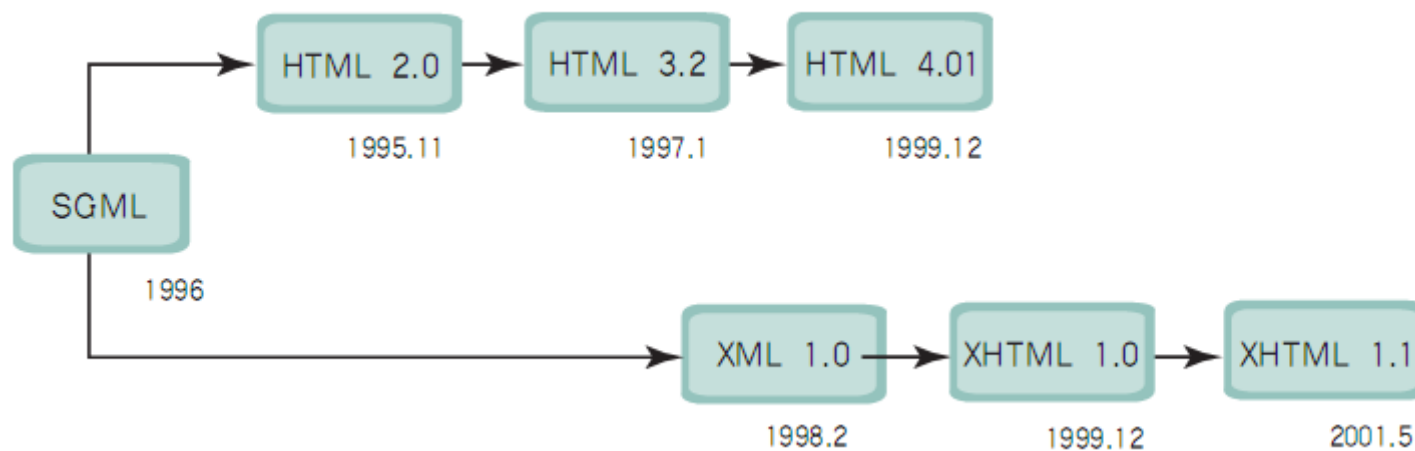 HTML 2.0
HTML 3.2
HTML 4.01
1995.11
1997.1
1999.12
SGML
1996
XML 1.0
XHTML 1.0
XHTML 1.1
1998.2
1999.12
2001.5